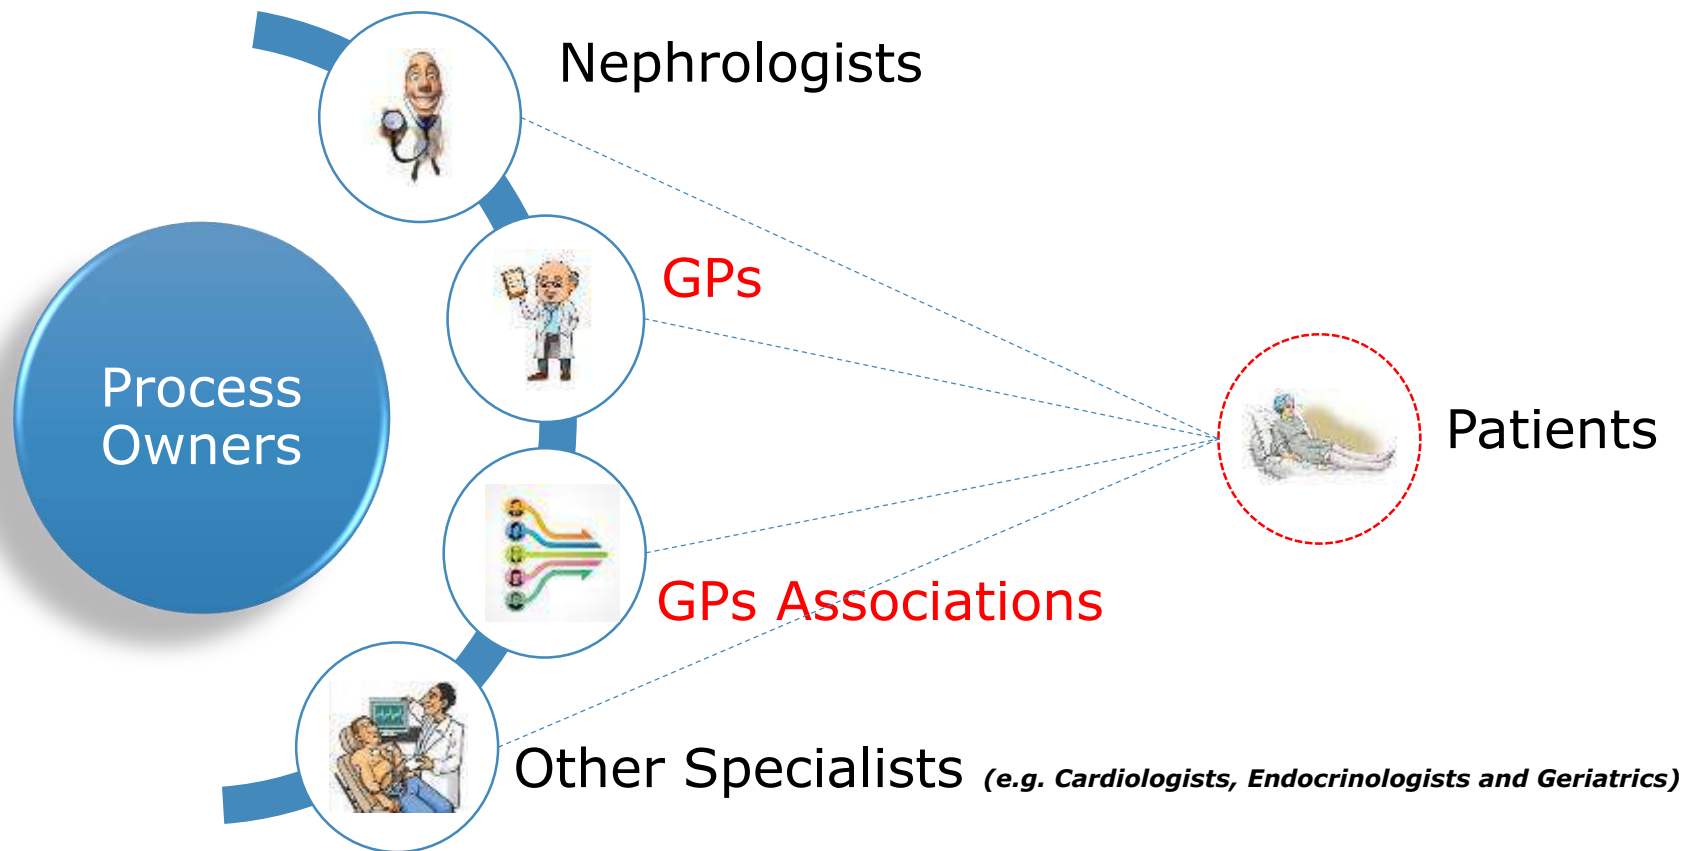 Nephrologists
GPs
Process
Owners
Patients
GPs Associations
Other Specialists (e.g. Cardiologists, Endocrinologists and Geriatrics)